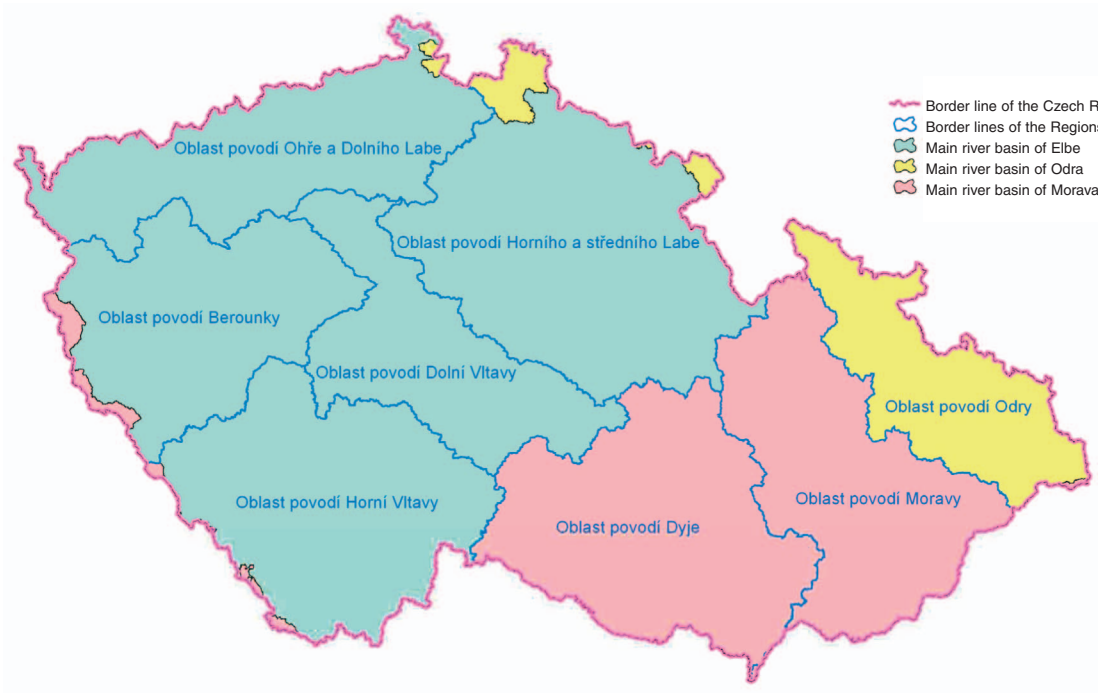 Border line of the Czech R
Border lines of the Regions
Main river basin of Elbe
Main river basin of Odra
Main river basin of Morava
Oblast povodí Ohře a Dolního Labe
Oblast povodí Horního a středního Labe
Oblast povodí Berounky
Oblast povodí Dolní Vltavy
Oblast povodí Odry
Oblast povodí Horní Vltavy
Oblast povodí Moravy
Oblast povodí Dyje